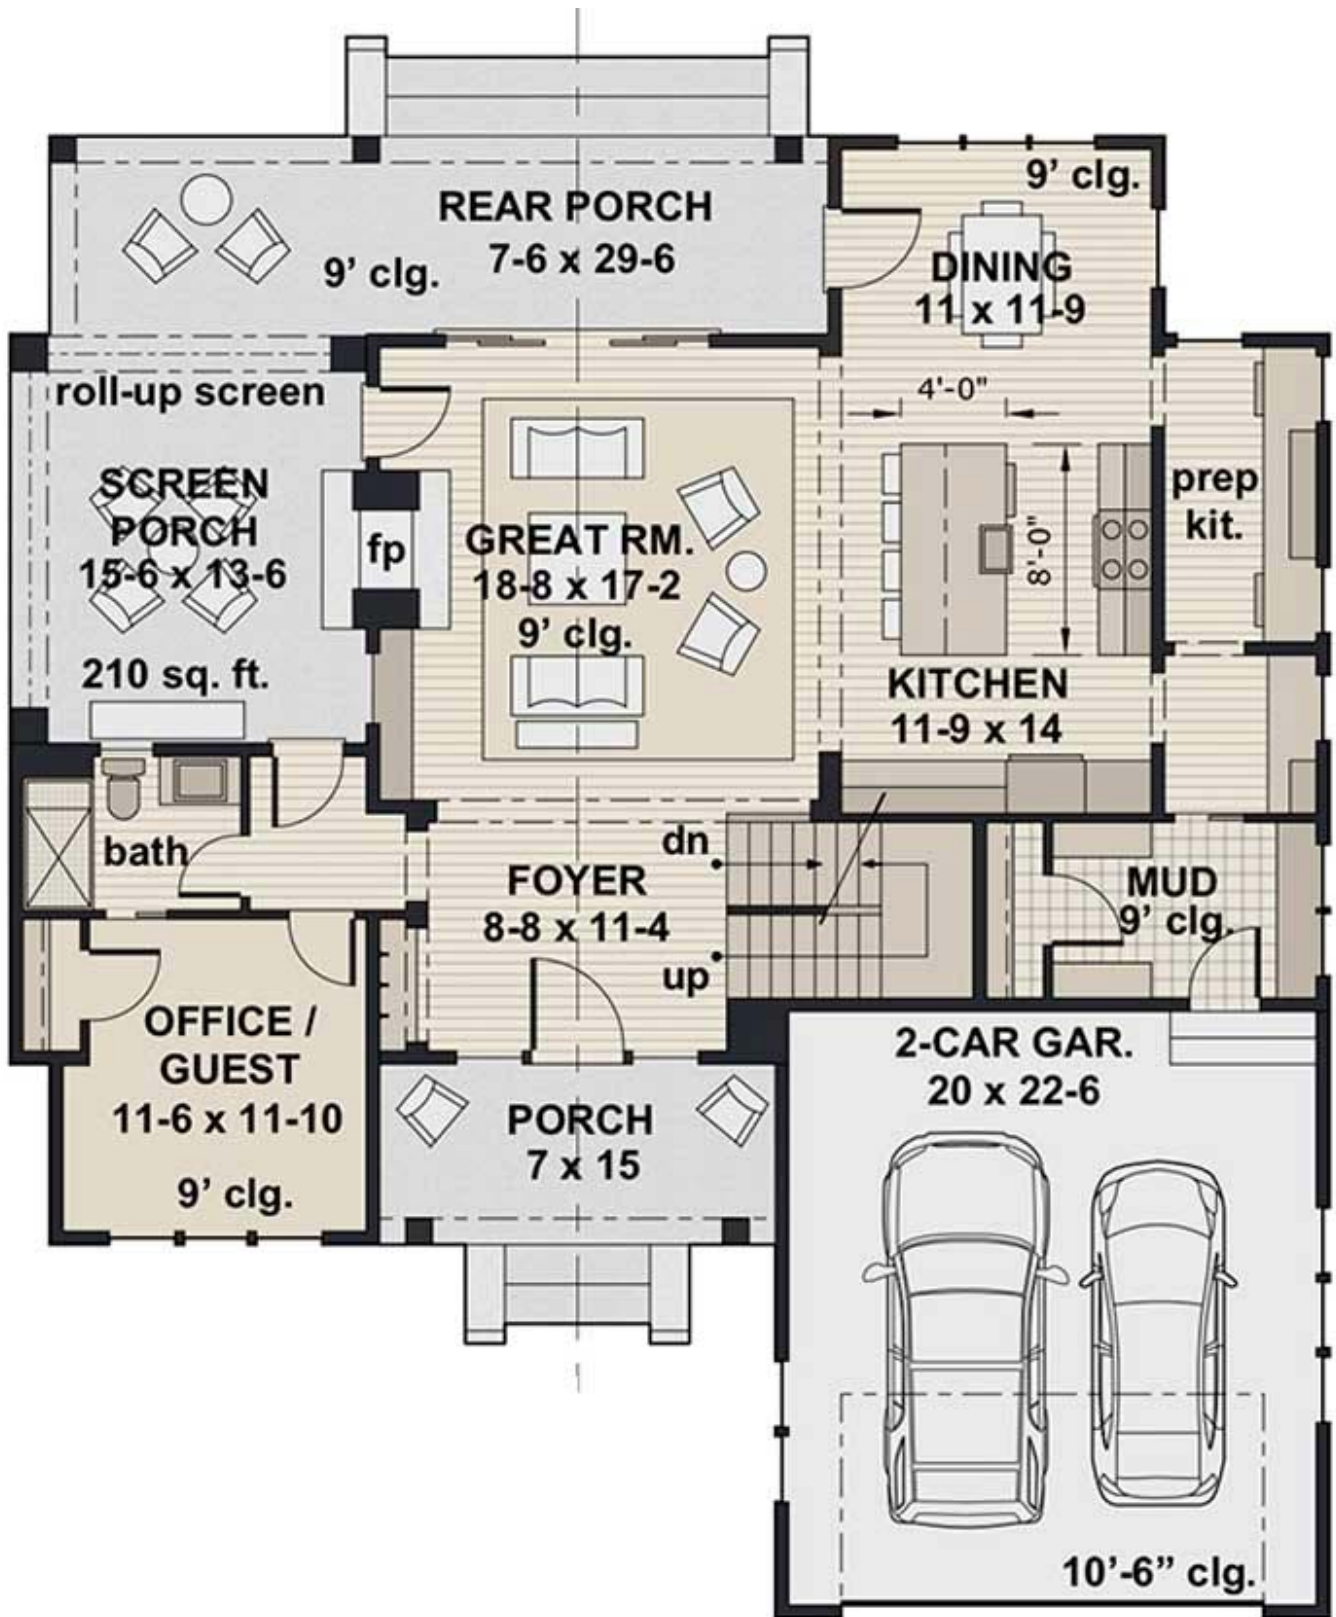 REAR PORCH
7-6 x 29-6
9' clg.
9' clg.
DINING
11 x 11-9
roll-up screen
4'-0"
SCREEN
PORCH
15-6 x 13-6
210 sq. ft.
fp
GREAT RM.
18-8 x 17-2
9' clg.
8'-0"
prep
kit.
KITCHEN
11-9 x 14
bath
FOYER
8-8 x 11-4
dn
up
MUD
9' clg.
OFFICE /
GUEST
11-6 x 11-10
9' clg.
PORCH
7 x 15
2-CAR GAR.
20 x 22-6
10'-6” clg.